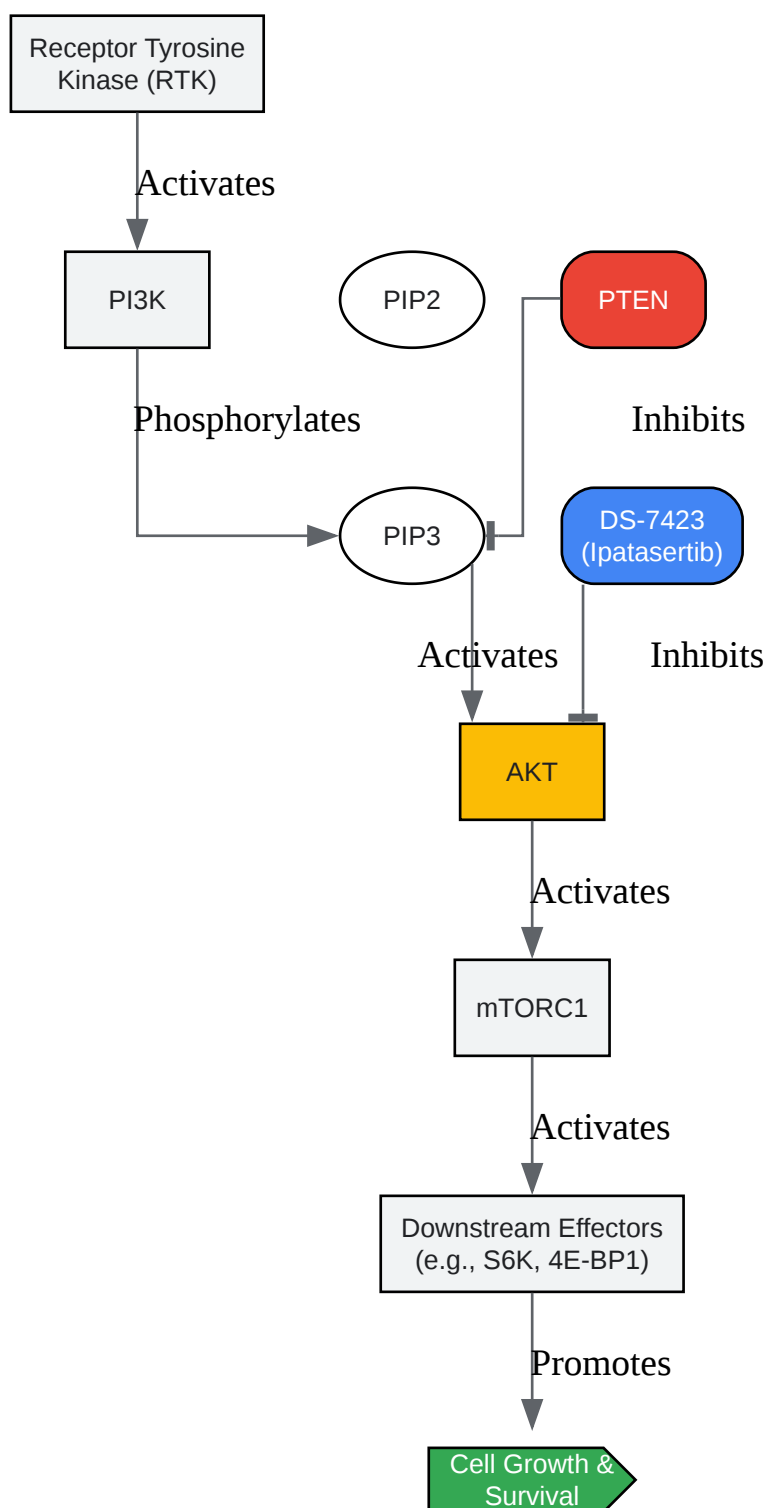 Receptor Tyrosine
Kinase (RTK)
Activates
PI3K
PIP2
PTEN
Phosphorylates
Inhibits
PIP3
DS-7423
(Ipatasertib)
Activates
Inhibits
AKT
Activates
mTORC1
Activates
Downstream Effectors
(e.g., S6K, 4E-BP1)
Promotes
Cell Growth &
Survival